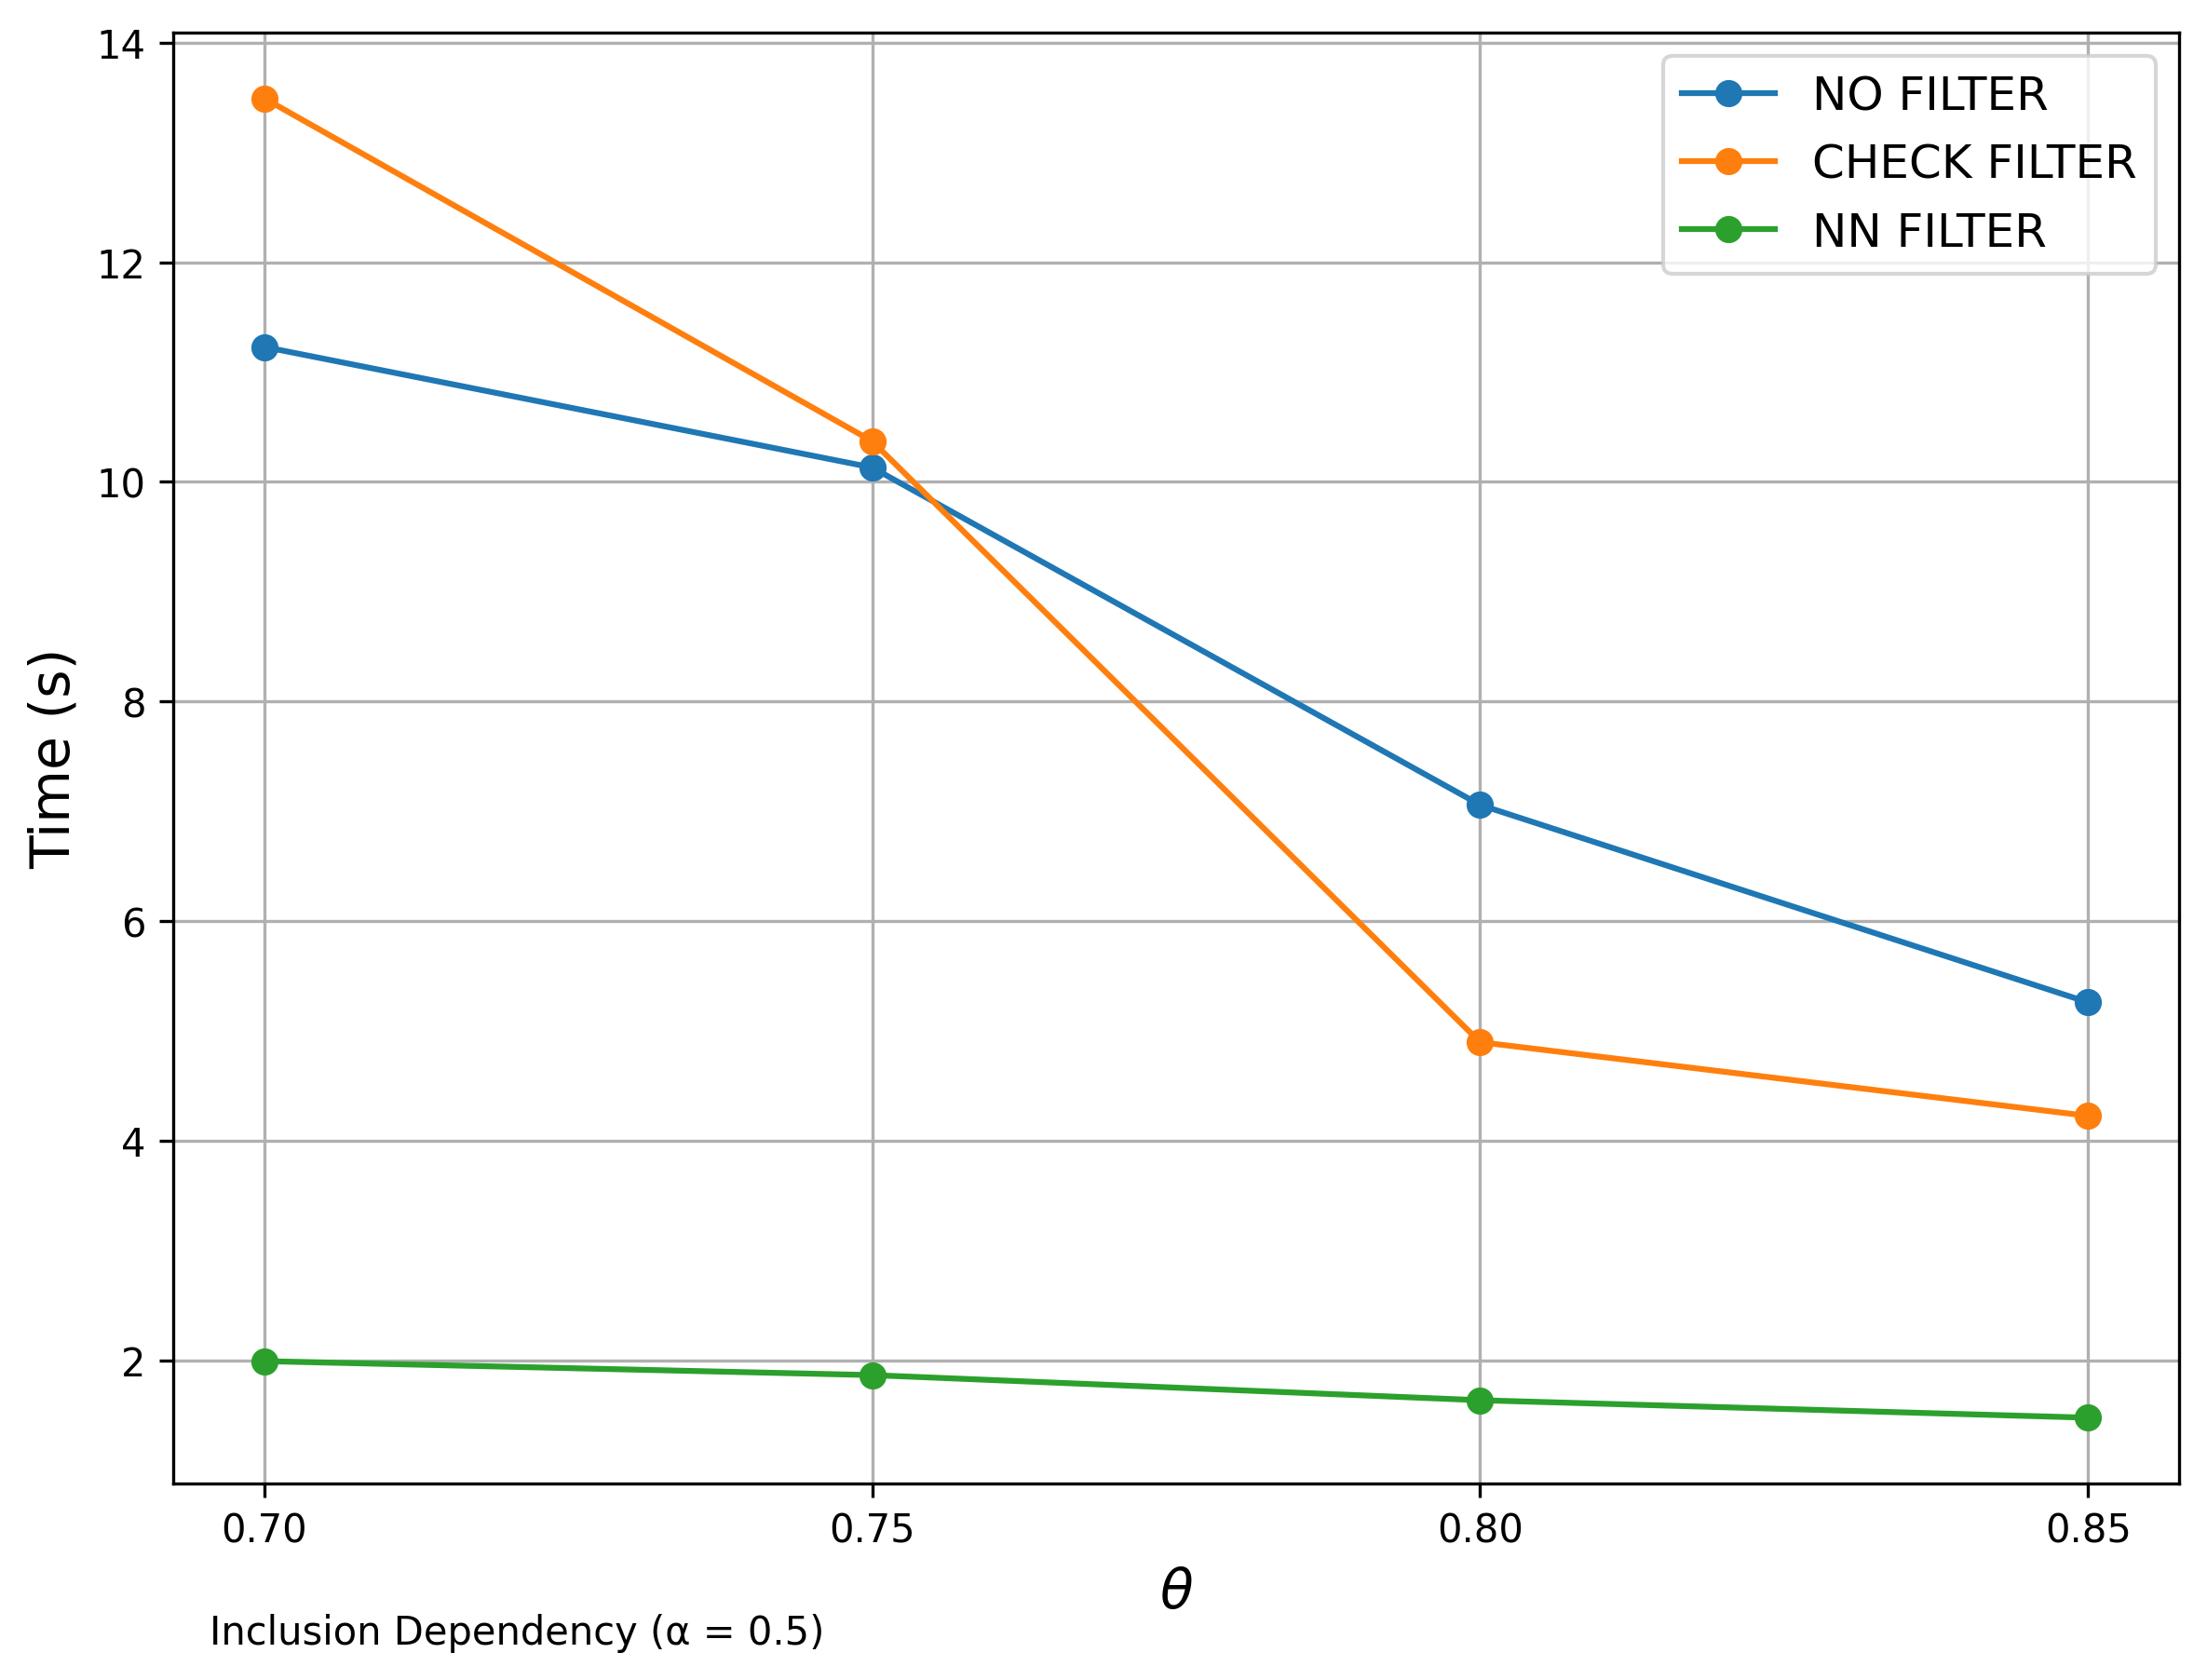 NO FILTER
CHECK FILTER
NN FILTER
Time (s)
14
12
10
8
6
4
2
0.70 0.75 0.80 0.85
θ
Inclusion Dependency (α = 0.5)